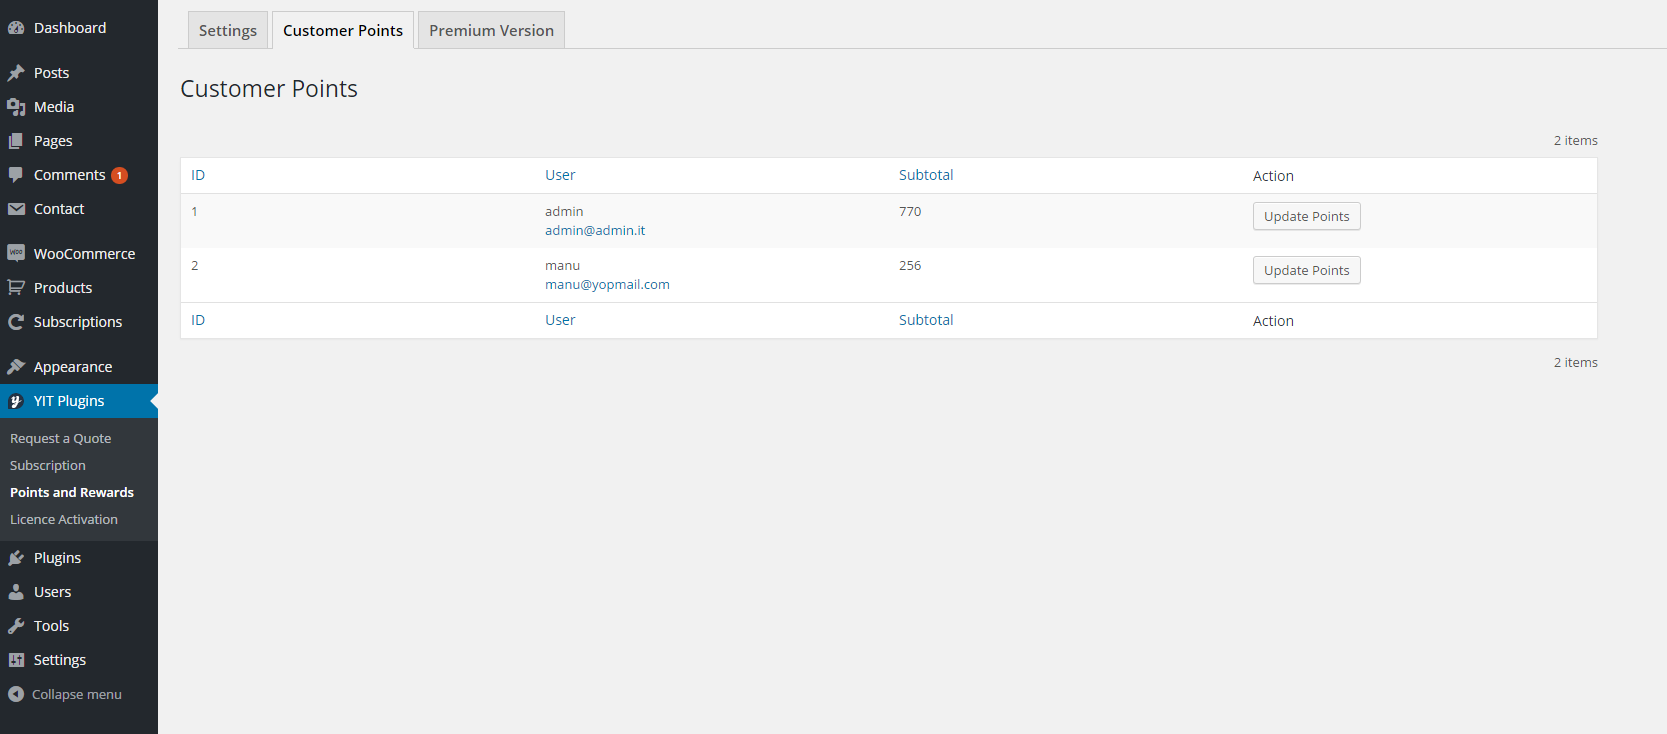 Dashboard
Posts
Media
Pages
Comments 1
Contact
WOO WooCommerce
Products
Subscriptions
Appearance
YIT Plugins
Request a Quote
Subscription
Points and Rewards
Licence Activation
Plugins
Users
Tools
Settings
Collapse menu
Settings Customer Points Premium Version
Customer Points
2 items
ID User Subtotal Action
1 admin 770 Update Points
admin@admin.it
2 manu 256 Update Points
manu@yopmail.com
ID User Subtotal Action
2 items